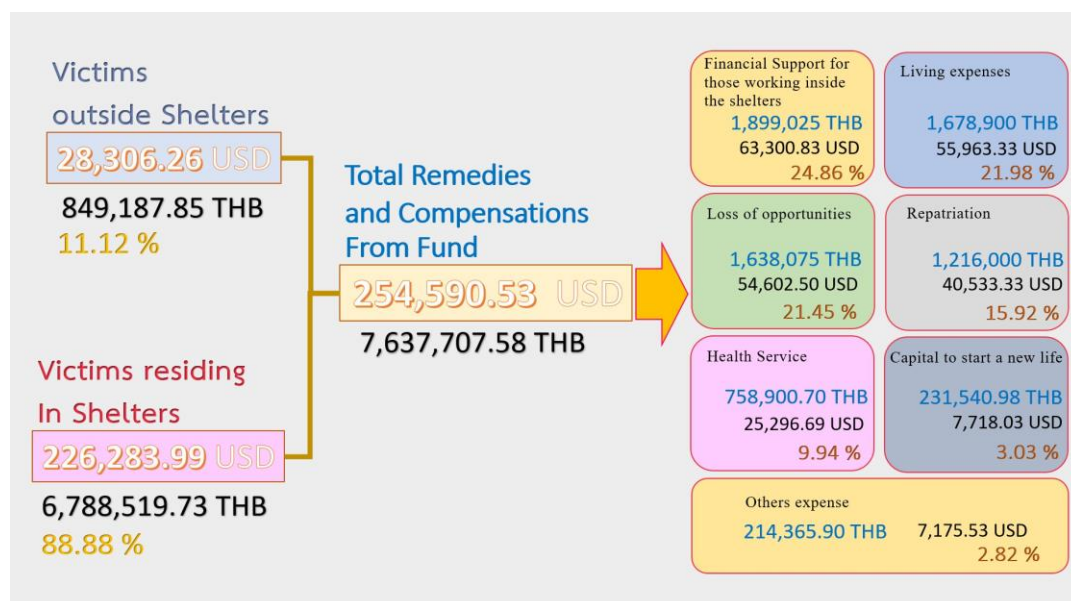 Victims
outside Shelters
28,306.26 USD
849,187.85 THB
11.12 %
Victims residing
In Shelters
226,283.99 USD
6,788,519.73 THB
88.88 %
Total Remedies
and Compensations
From Fund
254,590.53 USD
7,637,707.58 THB
Financial Support for
those working inside
the shelters
1,899,025 THB
63,300.83 USD
24.86 %
Living expenses
1,678,900 THB
55,963.33 USD
21.98 %
Loss of opportunities
1,638,075 THB
54,602.50 USD
21.45 %
Repatriation
1,216,000 THB
40,533.33 USD
15.92 %
Health Service
758,900.70 THB
25,296.69 USD
9.94 %
Capital to start a new life
231,540.98 THB
7,718.03 USD
3.03 %
Others expense
214,365.90 THB 7,175.53 USD
2.82 %